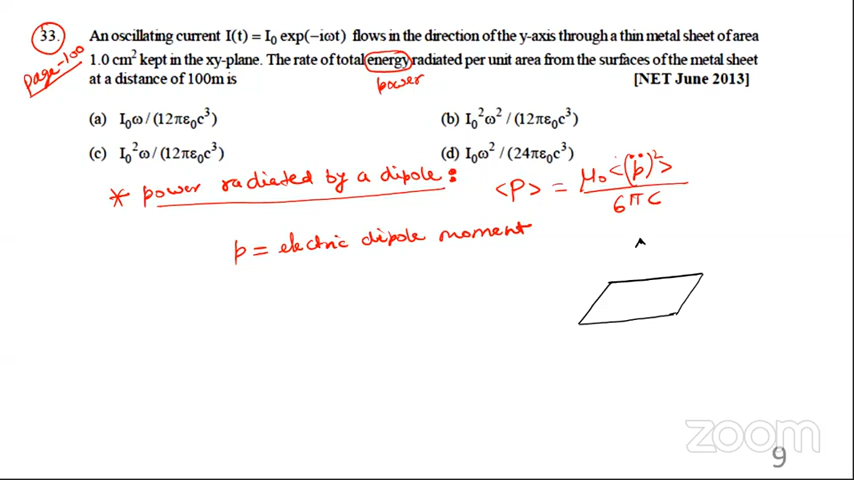 33. An oscillating current I(t) = I₀ exp(−iωt) flows in the direction of the y-axis through a thin metal sheet of area
page-100
1.0 cm² kept in the xy-plane. The rate of total energy radiated per unit area from the surfaces of the metal sheet
power
at a distance of 100m is [NET June 2013]
(a) I₀ω / (12πε₀c³) (b) I₀²ω² / (12πε₀c³)
(c) I₀²ω / (12πε₀c³) (d) I₀ω² / (24πε₀c³)
* power radiated by a dipole : <P> = μ₀<(p̈)²> / 6πc
p = electric dipole moment
zoom
9